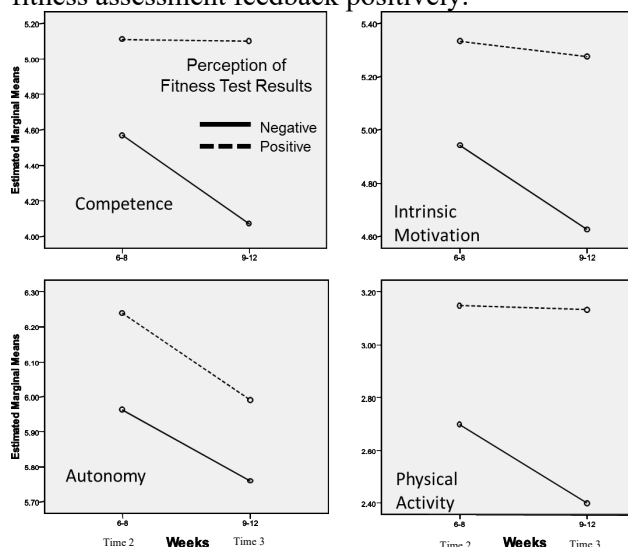 fitness assessment feedback positively.
5.20
5.00
4.80
4.60
4.40
4.20
4.00
Estimated Marginal Means
Perception of
Fitness Test Results
Negative
Positive
Competence
6-8
9-12
5.40
5.20
5.00
4.80
4.60
Intrinsic
Motivation
6-8
9-12
6.30
6.20
6.10
6.00
5.90
5.80
5.70
Estimated Marginal Means
Autonomy
6-8
9-12
Time 2 Weeks Time 3
3.20
3.00
2.80
2.60
2.40
Physical
Activity
6-8
9-12
Time 2 Weeks Time 3